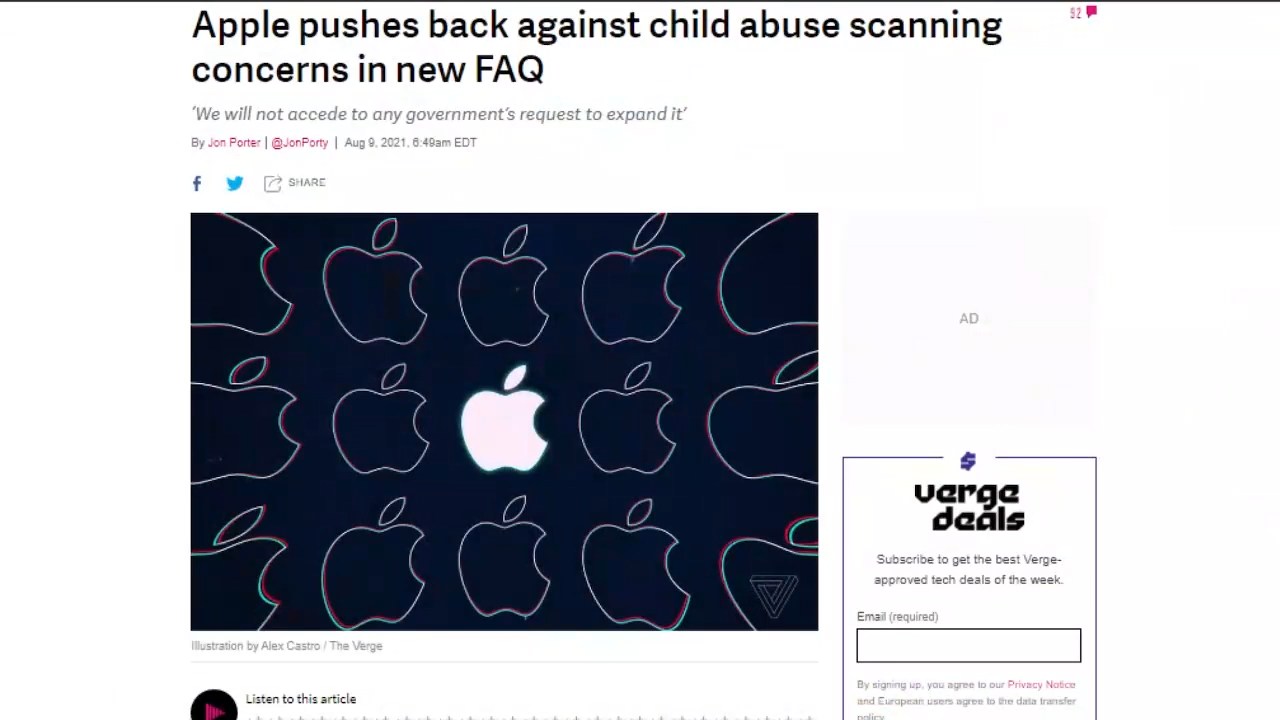 Apple pushes back against child abuse scanning
concerns in new FAQ
92
'We will not accede to any government's request to expand it'
By Jon Porter | @JonPorty | Aug 9, 2021, 6:49am EDT
SHARE
AD
verge
deals
Subscribe to get the best Verge-
approved tech deals of the week.
Email (required)
Illustration by Alex Castro / The Verge
By signing up, you agree to our Privacy Notice
and European users agree to the data transfer
policy.
Listen to this article